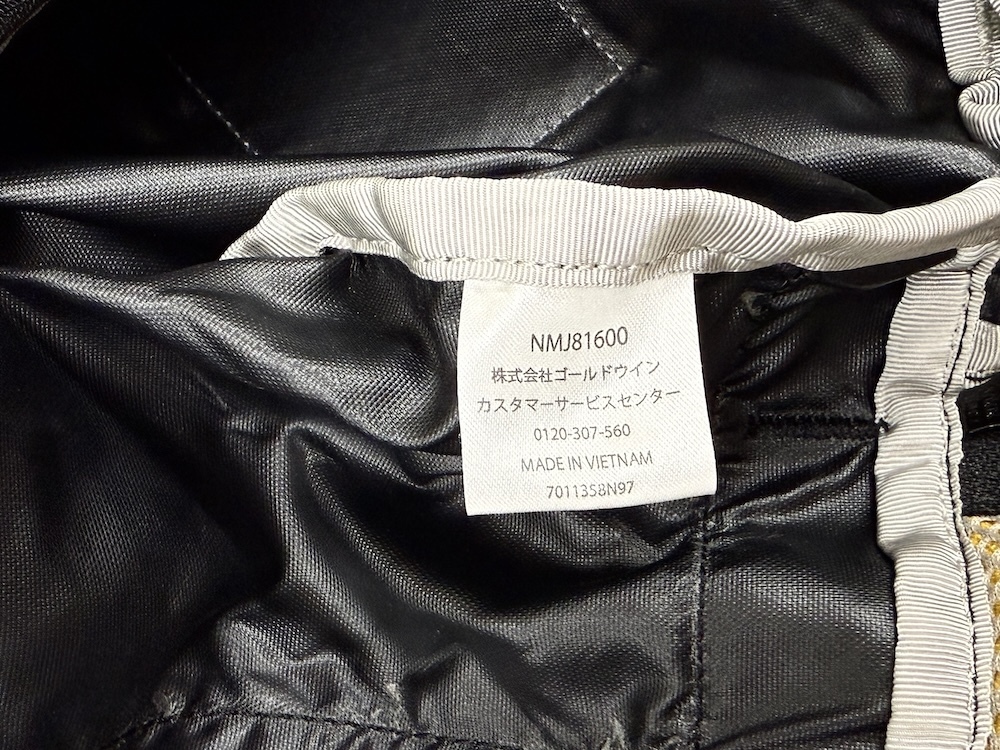 NMJ81600
株式会社ゴールドウイン
カスタマーサービスセンター
0120-307-560
MADE IN VIETNAM
701135BN97